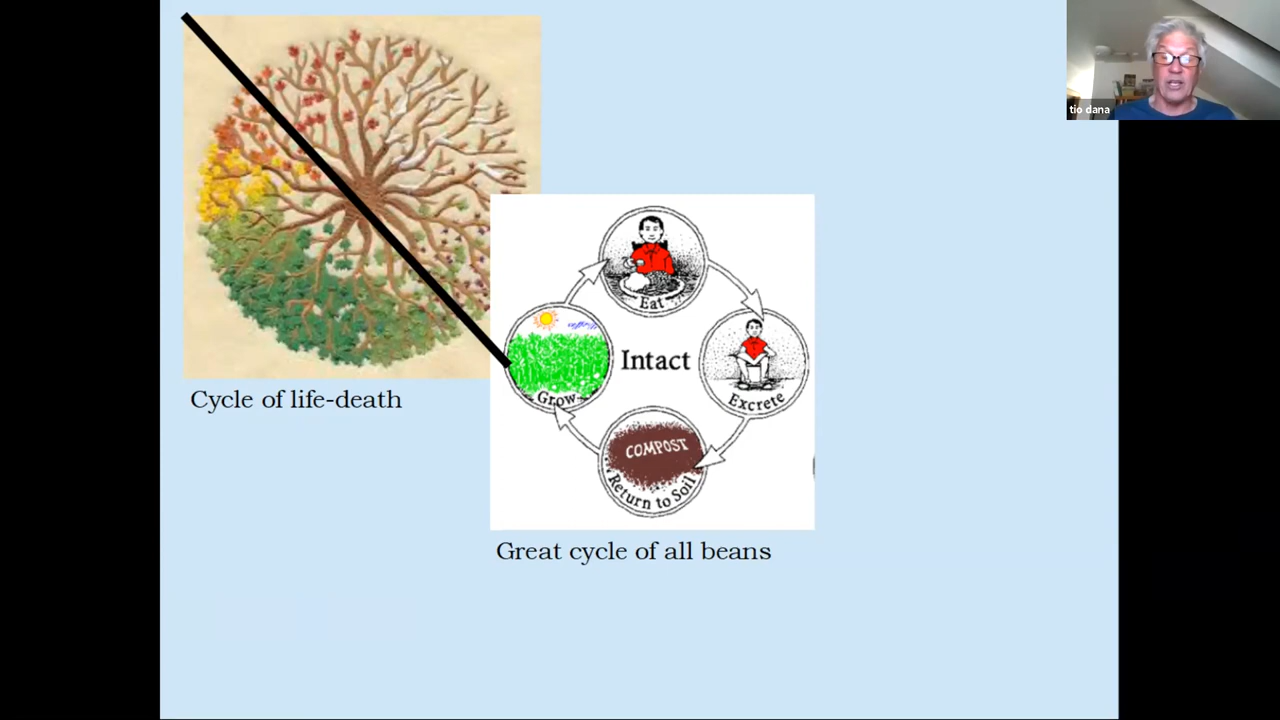 tio dana
Eat
Intact
Grow
Excrete
COMPOST
Return to Soil
Cycle of life-death
Great cycle of all beans